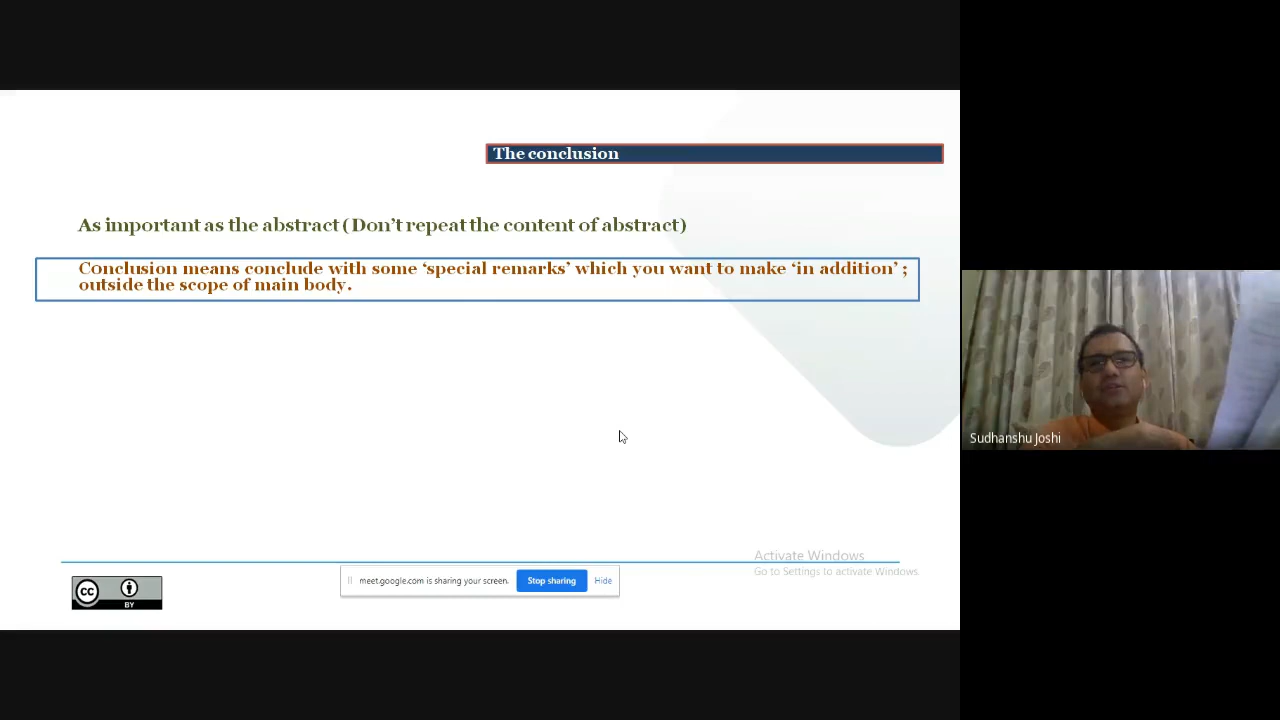 The conclusion
As important as the abstract (Don’t repeat the content of abstract)
Conclusion means conclude with some ‘special remarks’ which you want to make ‘in addition’ ;
outside the scope of main body.
Sudhanshu Joshi
Activate Windows
Go to Settings to activate Windows.
meet.google.com is sharing your screen.
Stop sharing
Hide
cc
BY